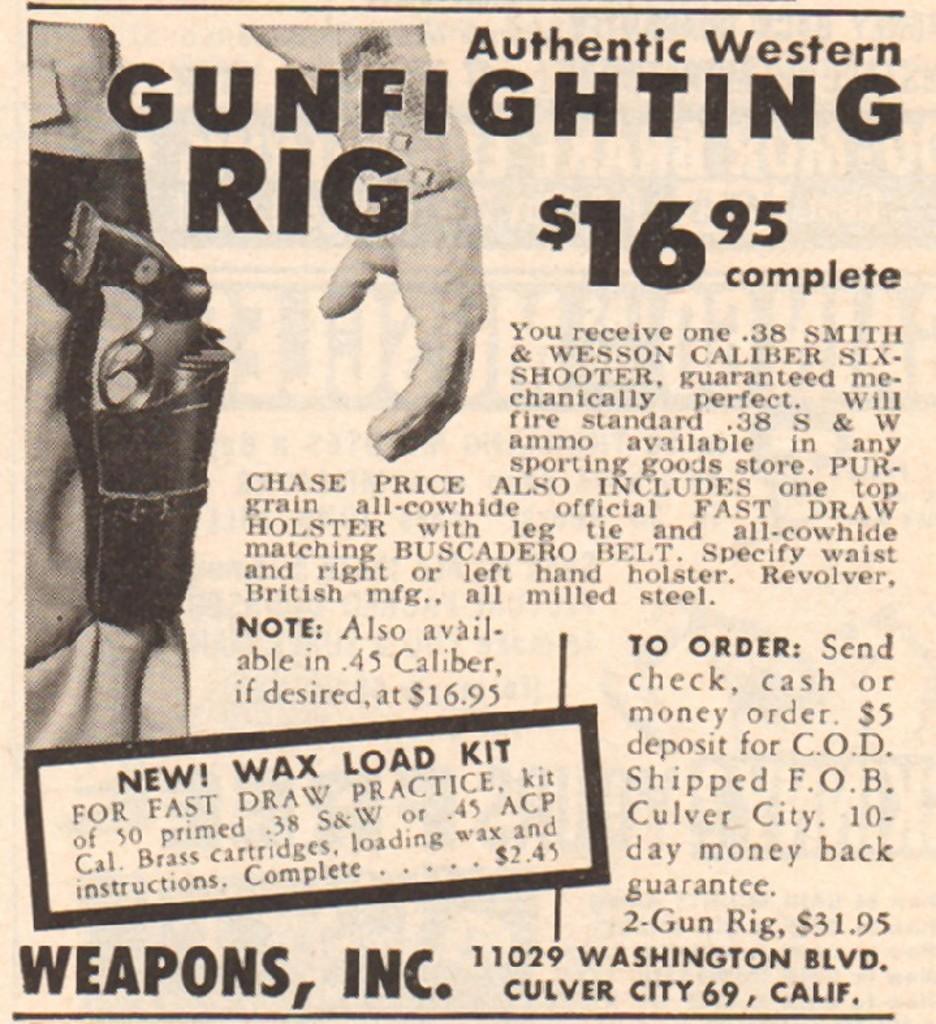 Authentic Western
GUNFIGHTING
RIG
$16 95
complete
You receive one .38 SMITH
& WESSON CALIBER SIX-
SHOOTER, guaranteed me-
chanically perfect. Will
fire standard .38 S & W
ammo available in any
sporting goods store. PUR-
CHASE PRICE ALSO INCLUDES one top
grain all-cowhide official FAST DRAW
HOLSTER with leg tie and all-cowhide
matching BUSCADERO BELT. Specify waist
and right or left hand holster. Revolver,
British mfg., all milled steel.
NOTE: Also avail-
able in .45 Caliber,
if desired, at $16.95
NEW! WAX LOAD KIT
FOR FAST DRAW PRACTICE, kit
of 50 primed .38 S&W or .45 ACP
Cal. Brass cartridges, loading wax and
instructions. Complete . . . . . $2.45
TO ORDER: Send
check, cash or
money order. $5
deposit for C.O.D.
Shipped F.O.B.
Culver City. 10-
day money back
guarantee.
2-Gun Rig, $31.95
WEAPONS, INC.
11029 WASHINGTON BLVD.
CULVER CITY 69, CALIF.